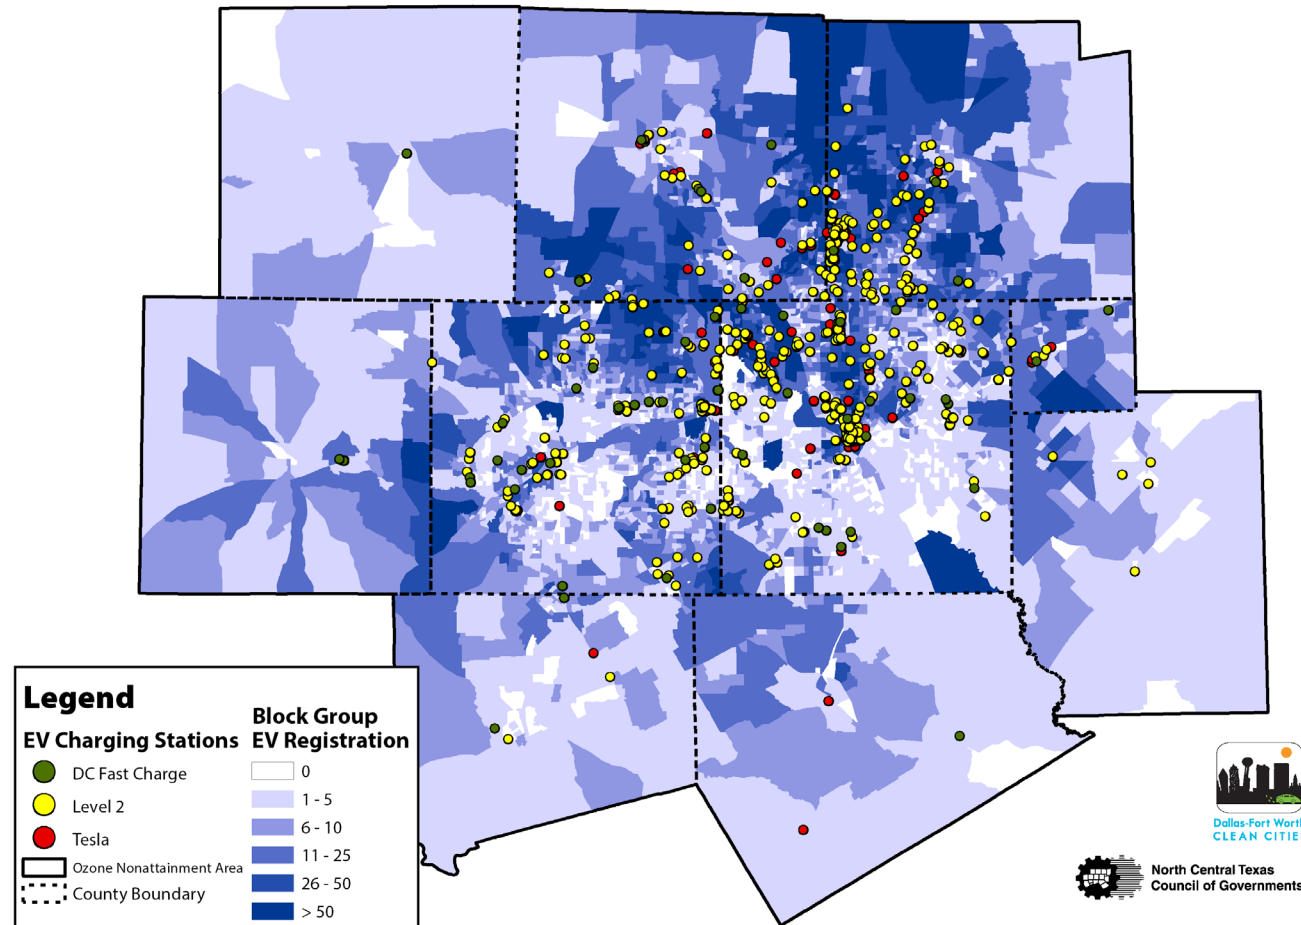 Legend
EV Charging Stations
DC Fast Charge
Level 2
Tesla
Ozone Nonattainment Area
County Boundary
Block Group
EV Registration
0
1 - 5
6 - 10
11 - 25
26 - 50
> 50
Dallas-Fort Worth
CLEAN CITIE
North Central Texas
Council of Governments